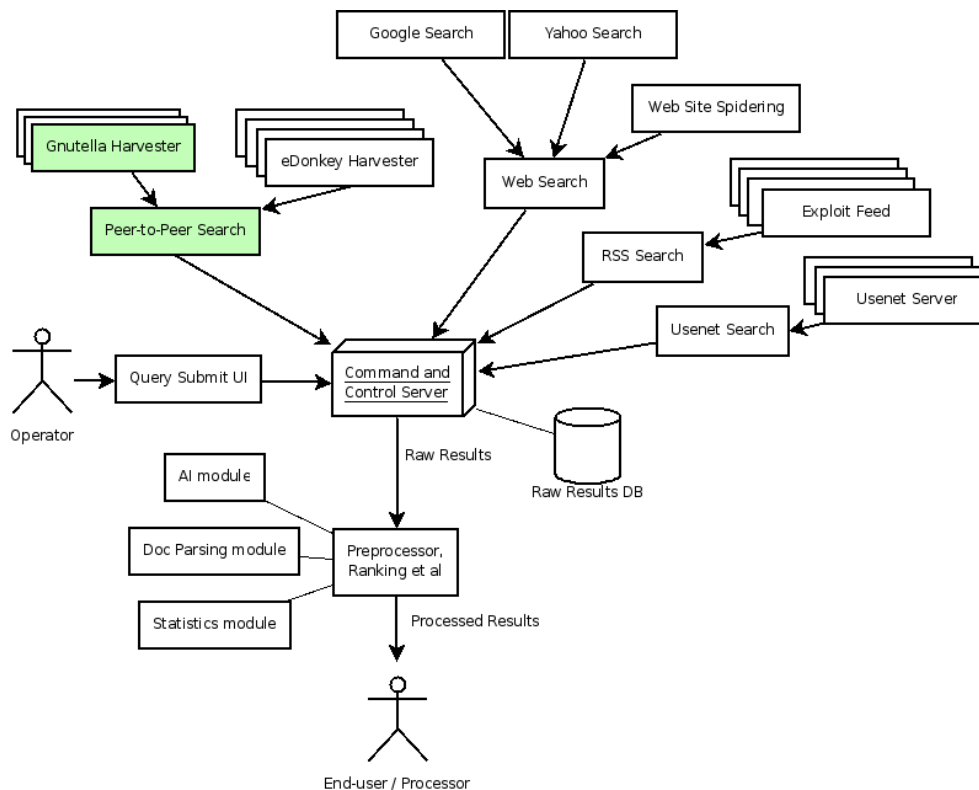 Google Search
Yahoo Search
Web Site Spidering
Gnutella Harvester
eDonkey Harvester
Web Search
Exploit Feed
Peer-to-Peer Search
RSS Search
Usenet Server
Usenet Search
Query Submit UI
Command and
Control Server
Operator
Raw Results
Raw Results DB
AI module
Doc Parsing module
Preprocessor,
Ranking et al
Statistics module
Processed Results
End-user / Processor